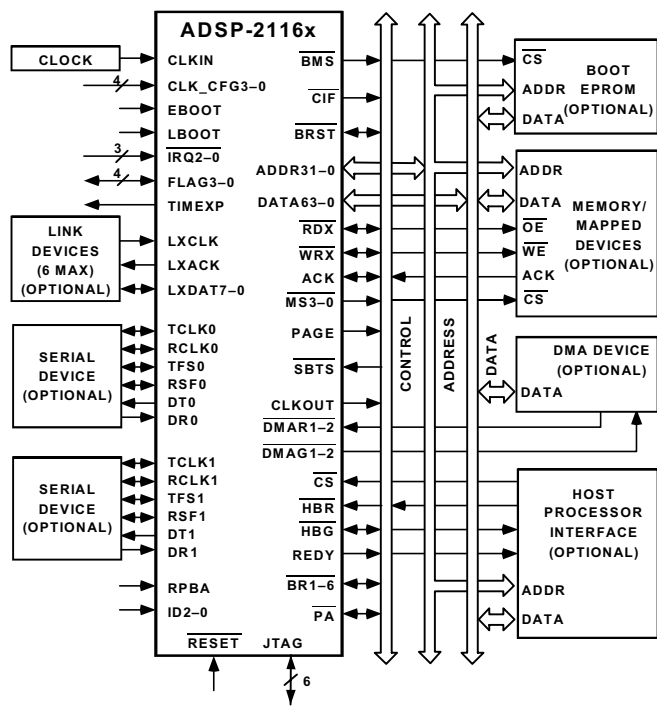 ADSP-2116x
CLOCK
CLKIN
4
CLK_CFG3–0
EBOOT
LBOOT
3
IRQ2–0
4
FLAG3–0
TIMEXP
LINK
DEVICES
(6 MAX)
(OPTIONAL)
LXCLK
LXACK
LXDAT7–0
SERIAL
DEVICE
(OPTIONAL)
TCLK0
RCLK0
TFS0
RSF0
DT0
DR0
SERIAL
DEVICE
(OPTIONAL)
TCLK1
RCLK1
TFS1
RSF1
DT1
DR1
RPBA
ID2–0
RESET
JTAG
6
BMS
CIF
BRST
ADDR31–0
DATA63–0
RDX
WRX
ACK
MS3–0
PAGE
SBTS
CLKOUT
DMAR1–2
DMAG1–2
CS
HBR
HBG
REDY
BR1–6
PA
CONTROL
ADDRESS
DATA
CS
BOOT
EPROM
(OPTIONAL)
ADDR
DATA
ADDR
DATA
OE
WE
ACK
CS
MEMORY/
MAPPED
DEVICES
(OPTIONAL)
DMA DEVICE
(OPTIONAL)
DATA
HOST
PROCESSOR
INTERFACE
(OPTIONAL)
ADDR
DATA